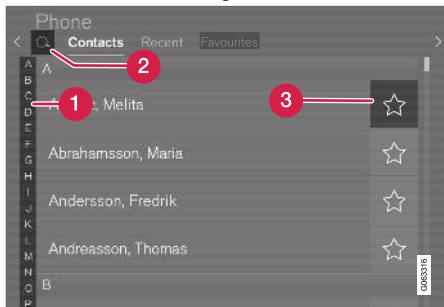 Phone
Contacts Recent Favourites
2
A
1
Melita
3
Abrahamsson, Maria
Andersson, Fredrik
Andreasson, Thomas
B
A
B
C
D
E
F
G
H
I
J
K
L
M
N
O
P
G063316